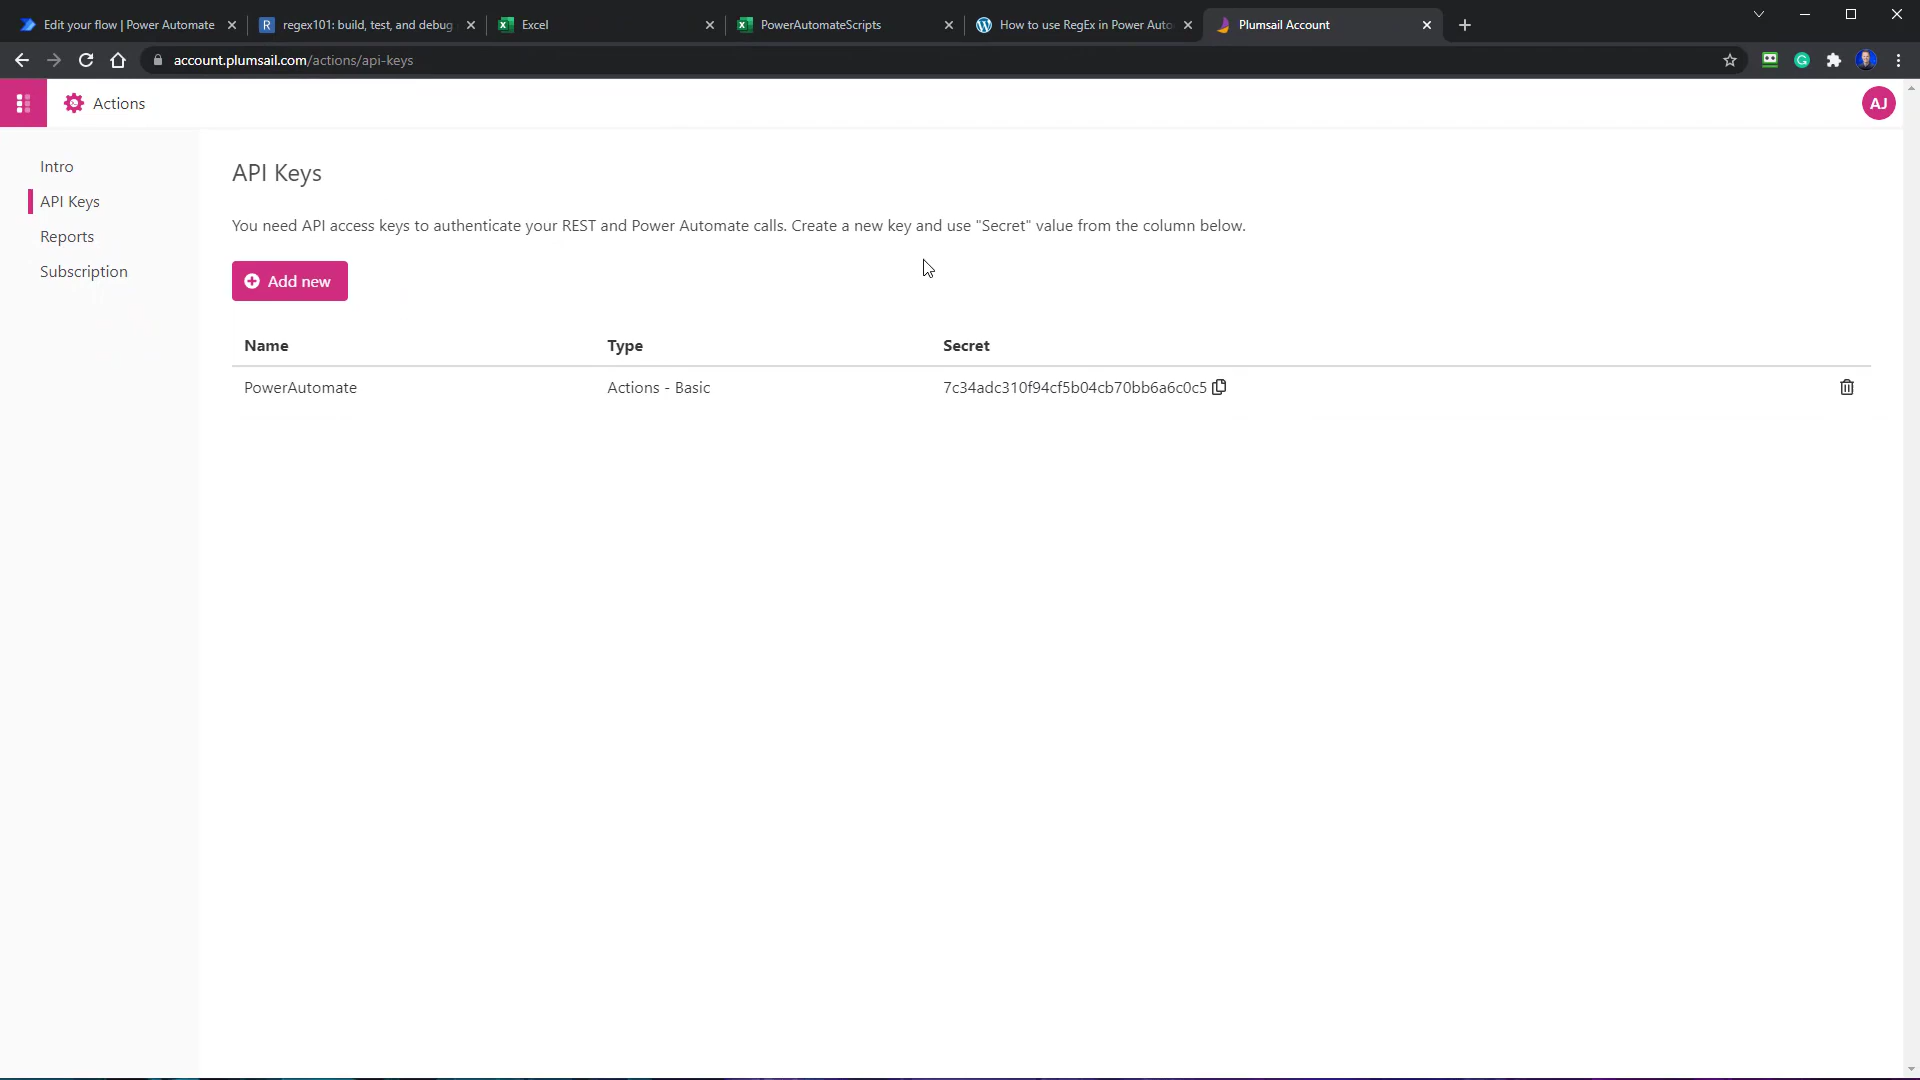 Edit your flow | Power Automate
R
regex101: build, test, and debug
Excel
PowerAutomateScripts
How to use RegEx in Power Auto
Plumsail Account
account.plumsail.com/actions/api-keys
Actions
AJ
Intro
API Keys
Reports
Subscription
API Keys
You need API access keys to authenticate your REST and Power Automate calls. Create a new key and use "Secret" value from the column below.
Add new
Name Type Secret
PowerAutomate Actions - Basic 7c34adc310f94cf5b04cb70bb6a6c0c5